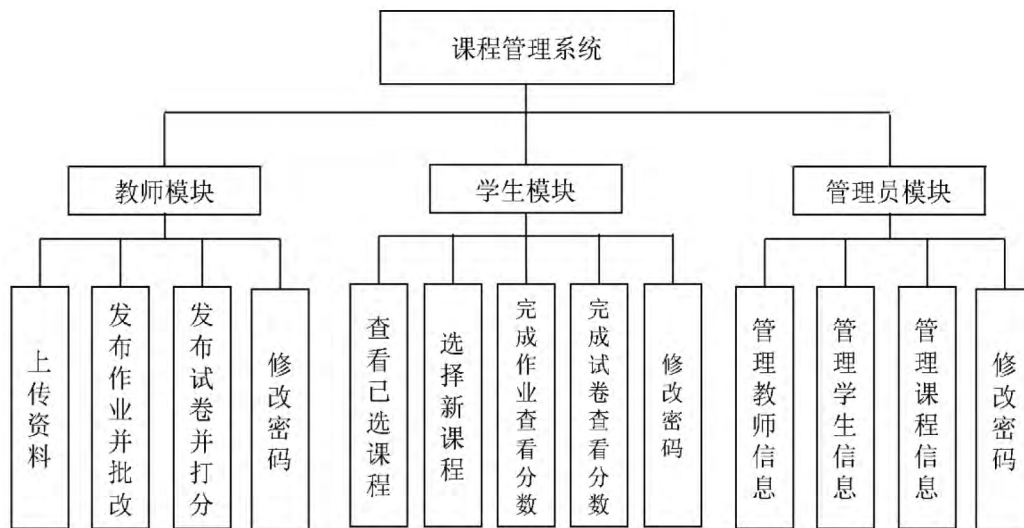 课程管理系统
教师模块
学生模块
管理员模块
上传资料
发布作业并批改
发布试卷并打分
修改密码
查看已选课程
选择新课程
完成作业查看分数
完成试卷查看分数
修改密码
管理教师信息
管理学生信息
管理课程信息
修改密码